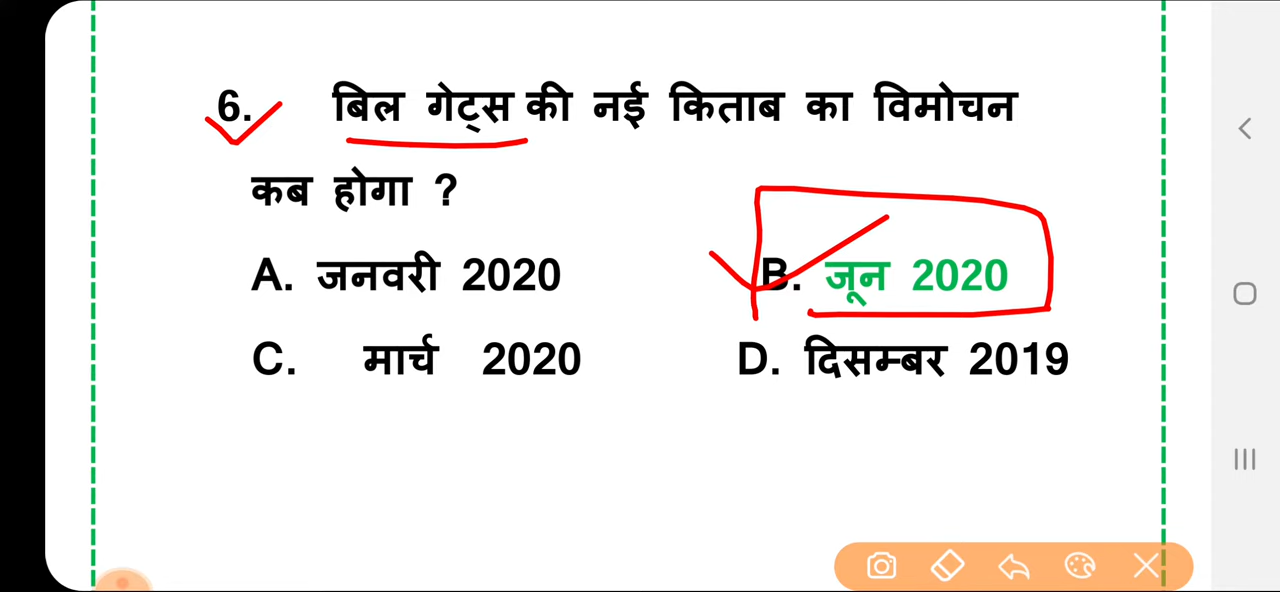 6. बिल गेट्स की नई किताब का विमोचन
कब होगा ?
A. जनवरी 2020 B. जून 2020
C. मार्च 2020 D. दिसम्बर 2019